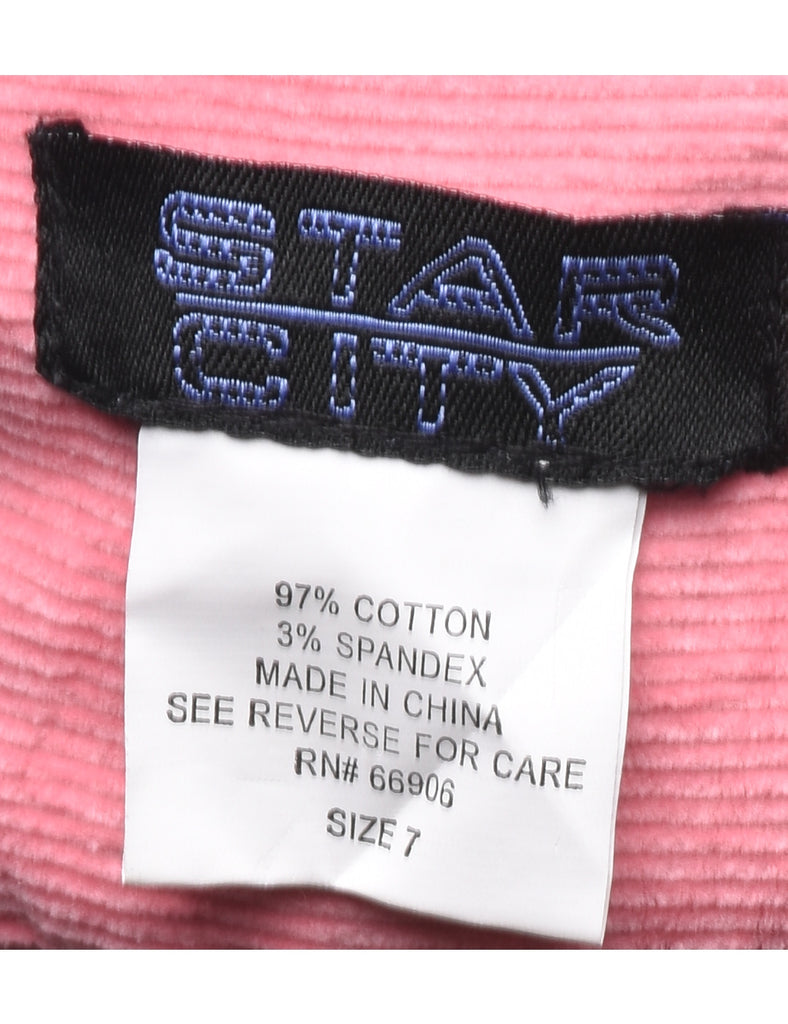 STAR
CITY
97% COTTON
3% SPANDEX
MADE IN CHINA
SEE REVERSE FOR CARE
RN# 66906
SIZE 7